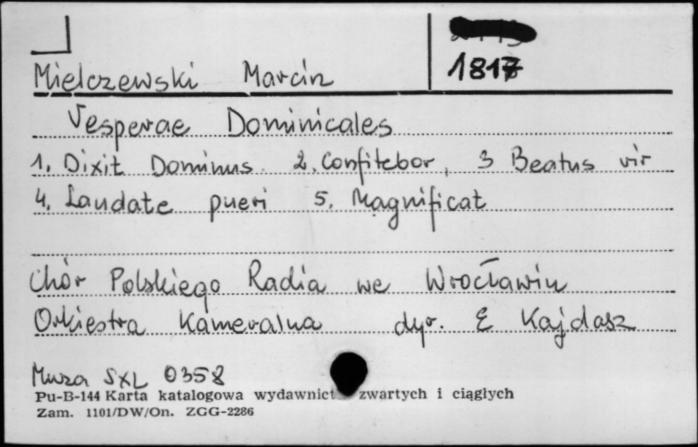 1817
Mielczewski Marcin
Vesperae Dominicales
1. Dixit Dominus 2. Confitebor, 3 Beatus vir
4. Laudate pueri 5. Magnificat
Chór Polskiego Radia we Wrocławiu
Orkiestra Kameralna dyr. E Kajdasz
Muza SXL 0358
Pu-B-144 Karta katalogowa wydawnict zwartych i ciągłych
Zam. 1101/DW/On. ZGG-2286